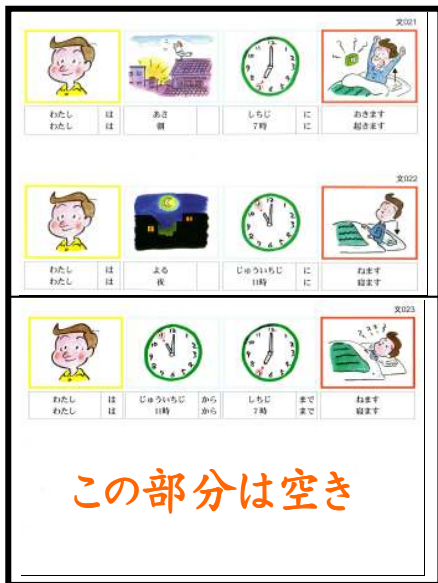 文021
わたし は あさ しちじ に おきます
わたし は 朝 7時 に 起きます
文022
わたし は よる じゅういちじ に ねます
わたし は 夜 11時 に 寝ます
文023
わたし は じゅういちじ から しちじ まで ねます
わたし は 11時 から 7時 まで 寝ます
この部分は空き